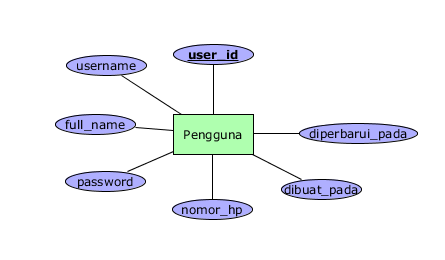 user_id
username
full_name
Pengguna
diperbarui_pada
password
dibuat_pada
nomor_hp